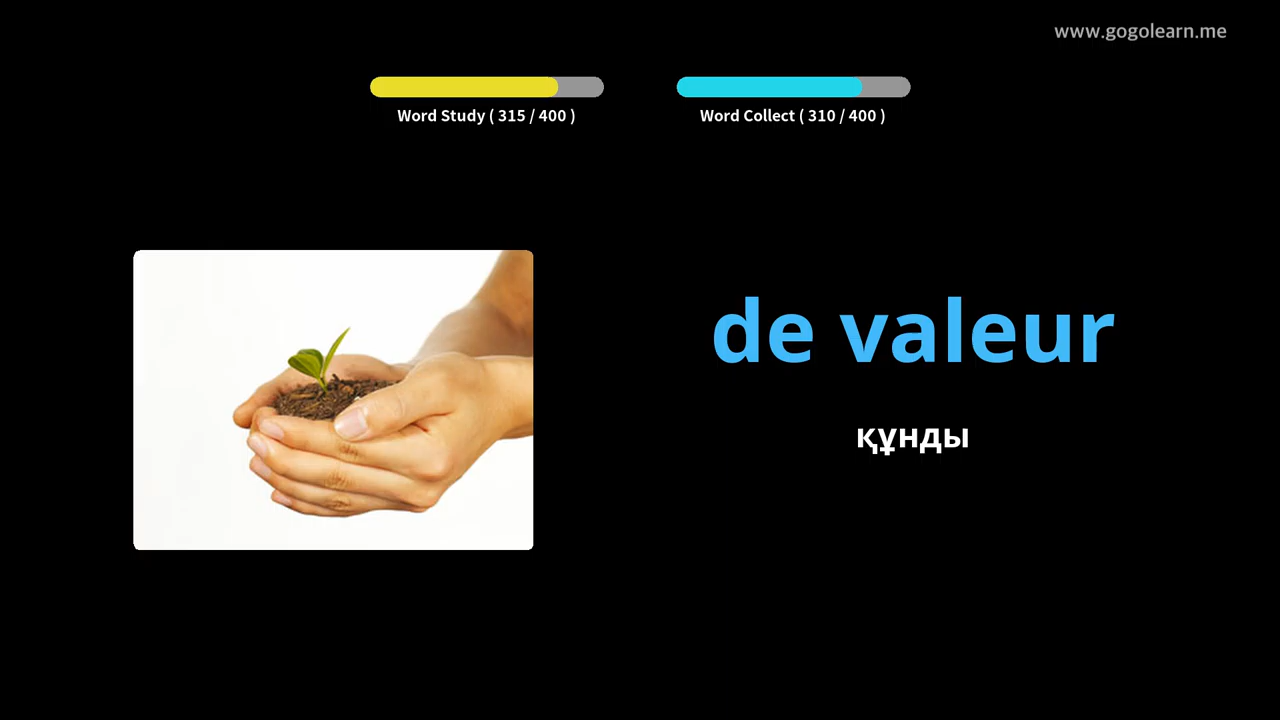 www.gogolearn.me
Word Study ( 315 / 400 )
Word Collect ( 310 / 400 )
de valeur
құнды